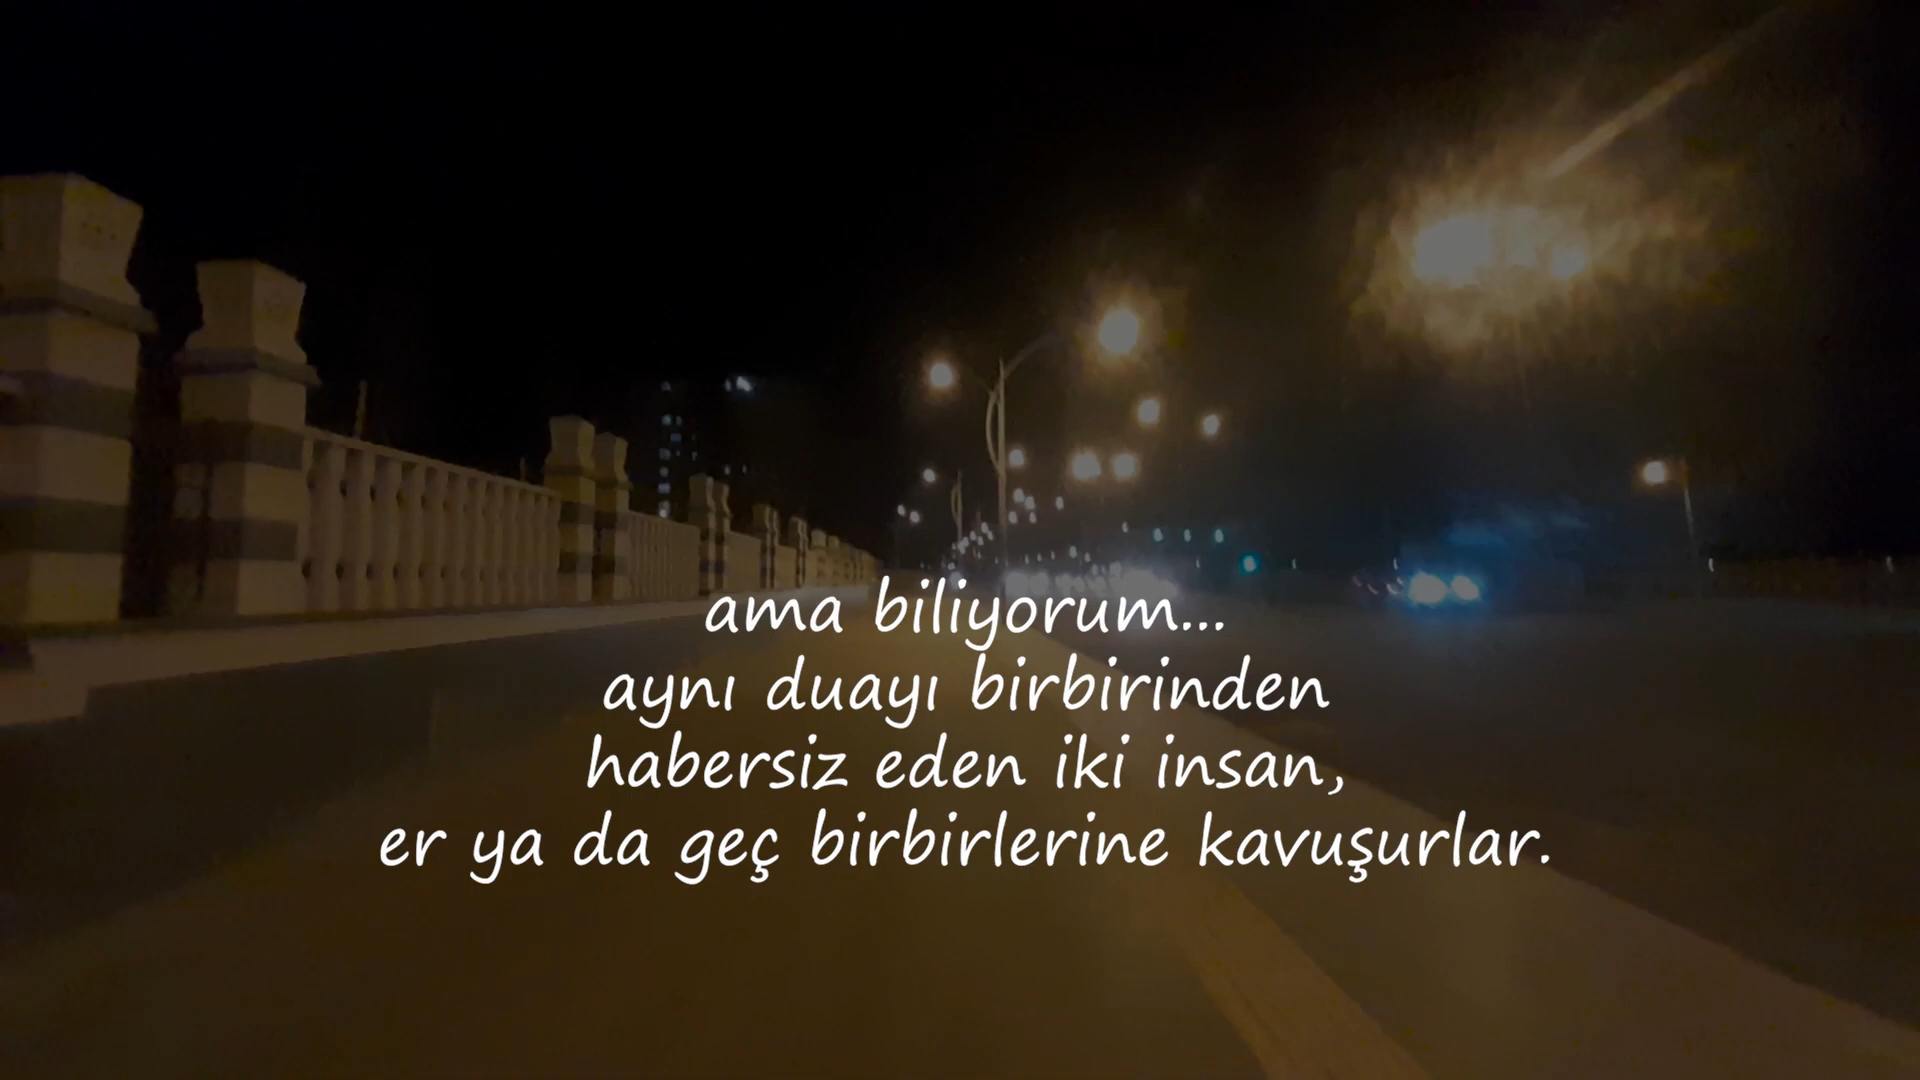 ama biliyorum...
aynı duayı birbirinden
habersiz eden iki insan,
er ya da geç birbirlerine kavuşurlar.